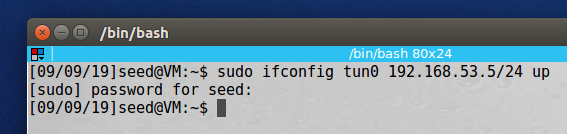 /bin/bash
/bin/bash 80x24
[09/09/19]seed@VM:~$ sudo ifconfig tun0 192.168.53.5/24 up
[sudo] password for seed:
[09/09/19]seed@VM:~$